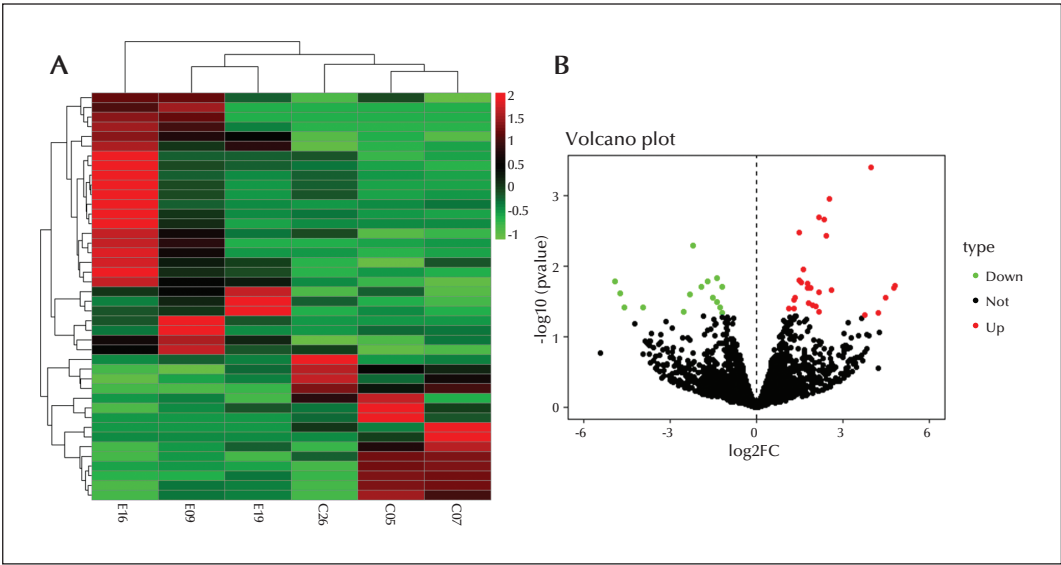 A
2
1.5
1
0.5
0
-0.5
-1
E16
E09
E19
C26
C05
C07
B
Volcano plot
-log10 (pvalue)
3
2
1
0
-6
-3
0
3
6
log2FC
type
Down
Not
Up